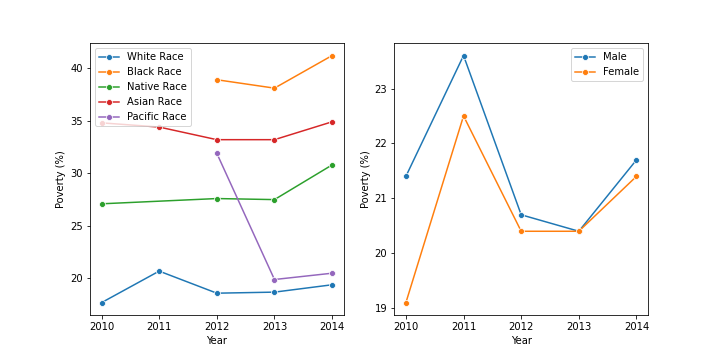 White Race
Black Race
Native Race
Asian Race
Pacific Race
40
35
30
25
20
Poverty (%)
2010 2011 2012 2013 2014
Year
Male
Female
23
22
21
20
19
Poverty (%)
2010 2011 2012 2013 2014
Year